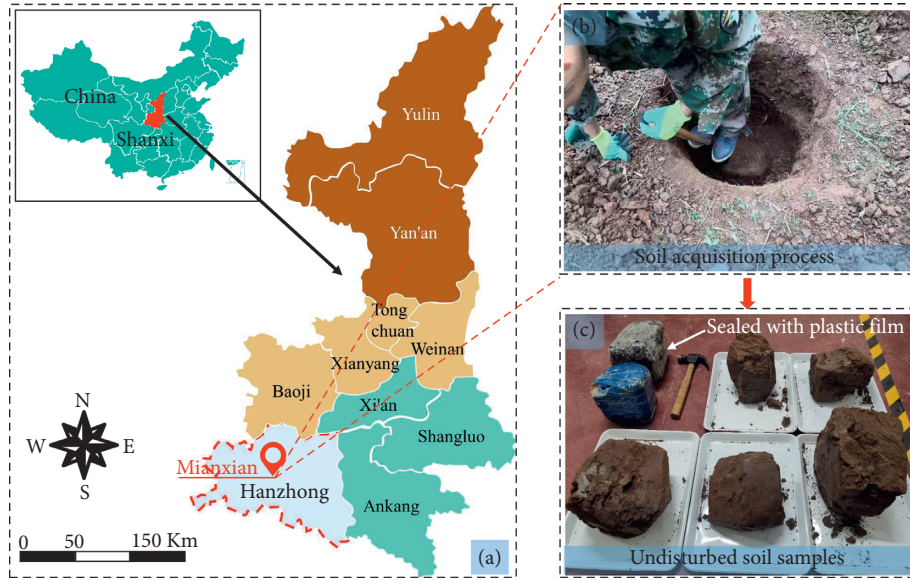 China
Shanxi
Yulin
Yan'an
Tong
chuan
Weinan
Xianyang
Baoji
Xi'an
Shangluo
Mianxian
Hanzhong
Ankang
N
W E
S
0 50 150 Km
(a)
(b)
Soil acquisition process
(c)
Sealed with plastic film
Undisturbed soil samples